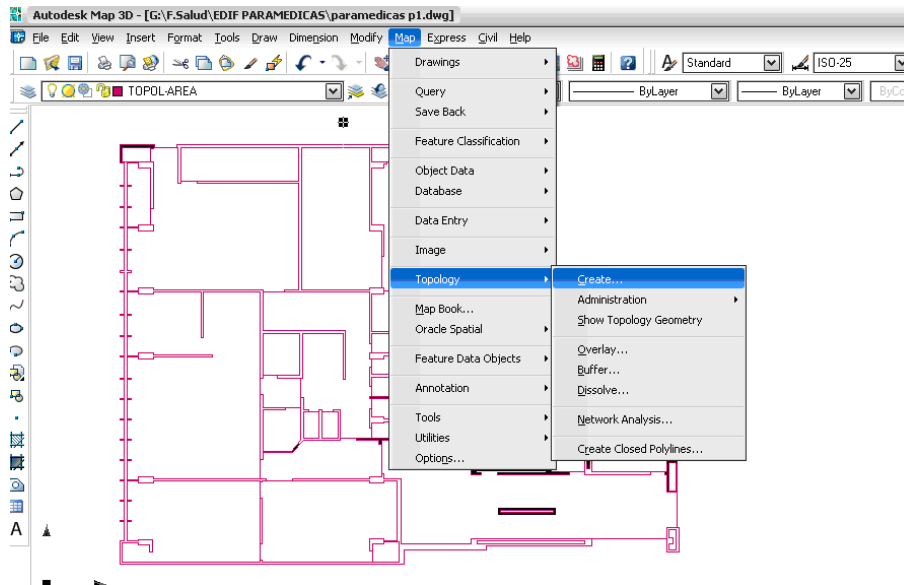 Autodesk Map 3D - [G:\F.Salud\EDIF PARAMEDICAS\paramedicas p1.dwg]
File Edit View Insert Format Tools Draw Dimension Modify Map Express Civil Help
Standard ISO-25
TOPOL-AREA ByLayer ByLayer ByCo
Drawings
Query
Save Back
Feature Classification
Object Data
Database
Data Entry
Image
Topology
Map Book...
Oracle Spatial
Feature Data Objects
Annotation
Tools
Utilities
Options...
Create...
Administration
Show Topology Geometry
Overlay...
Buffer...
Dissolve...
Network Analysis...
Create Closed Polylines...
A